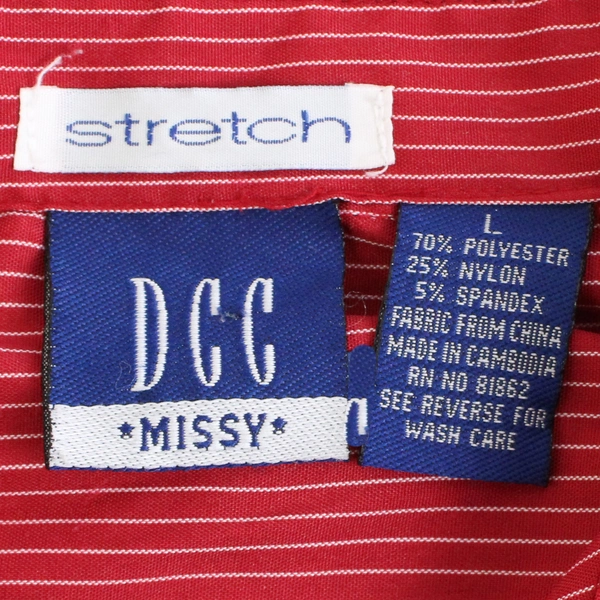 stretch
DCC
*MISSY*
L
70% POLYESTER
25% NYLON
5% SPANDEX
FABRIC FROM CHINA
MADE IN CAMBODIA
RN NO 81862
SEE REVERSE FOR
WASH CARE